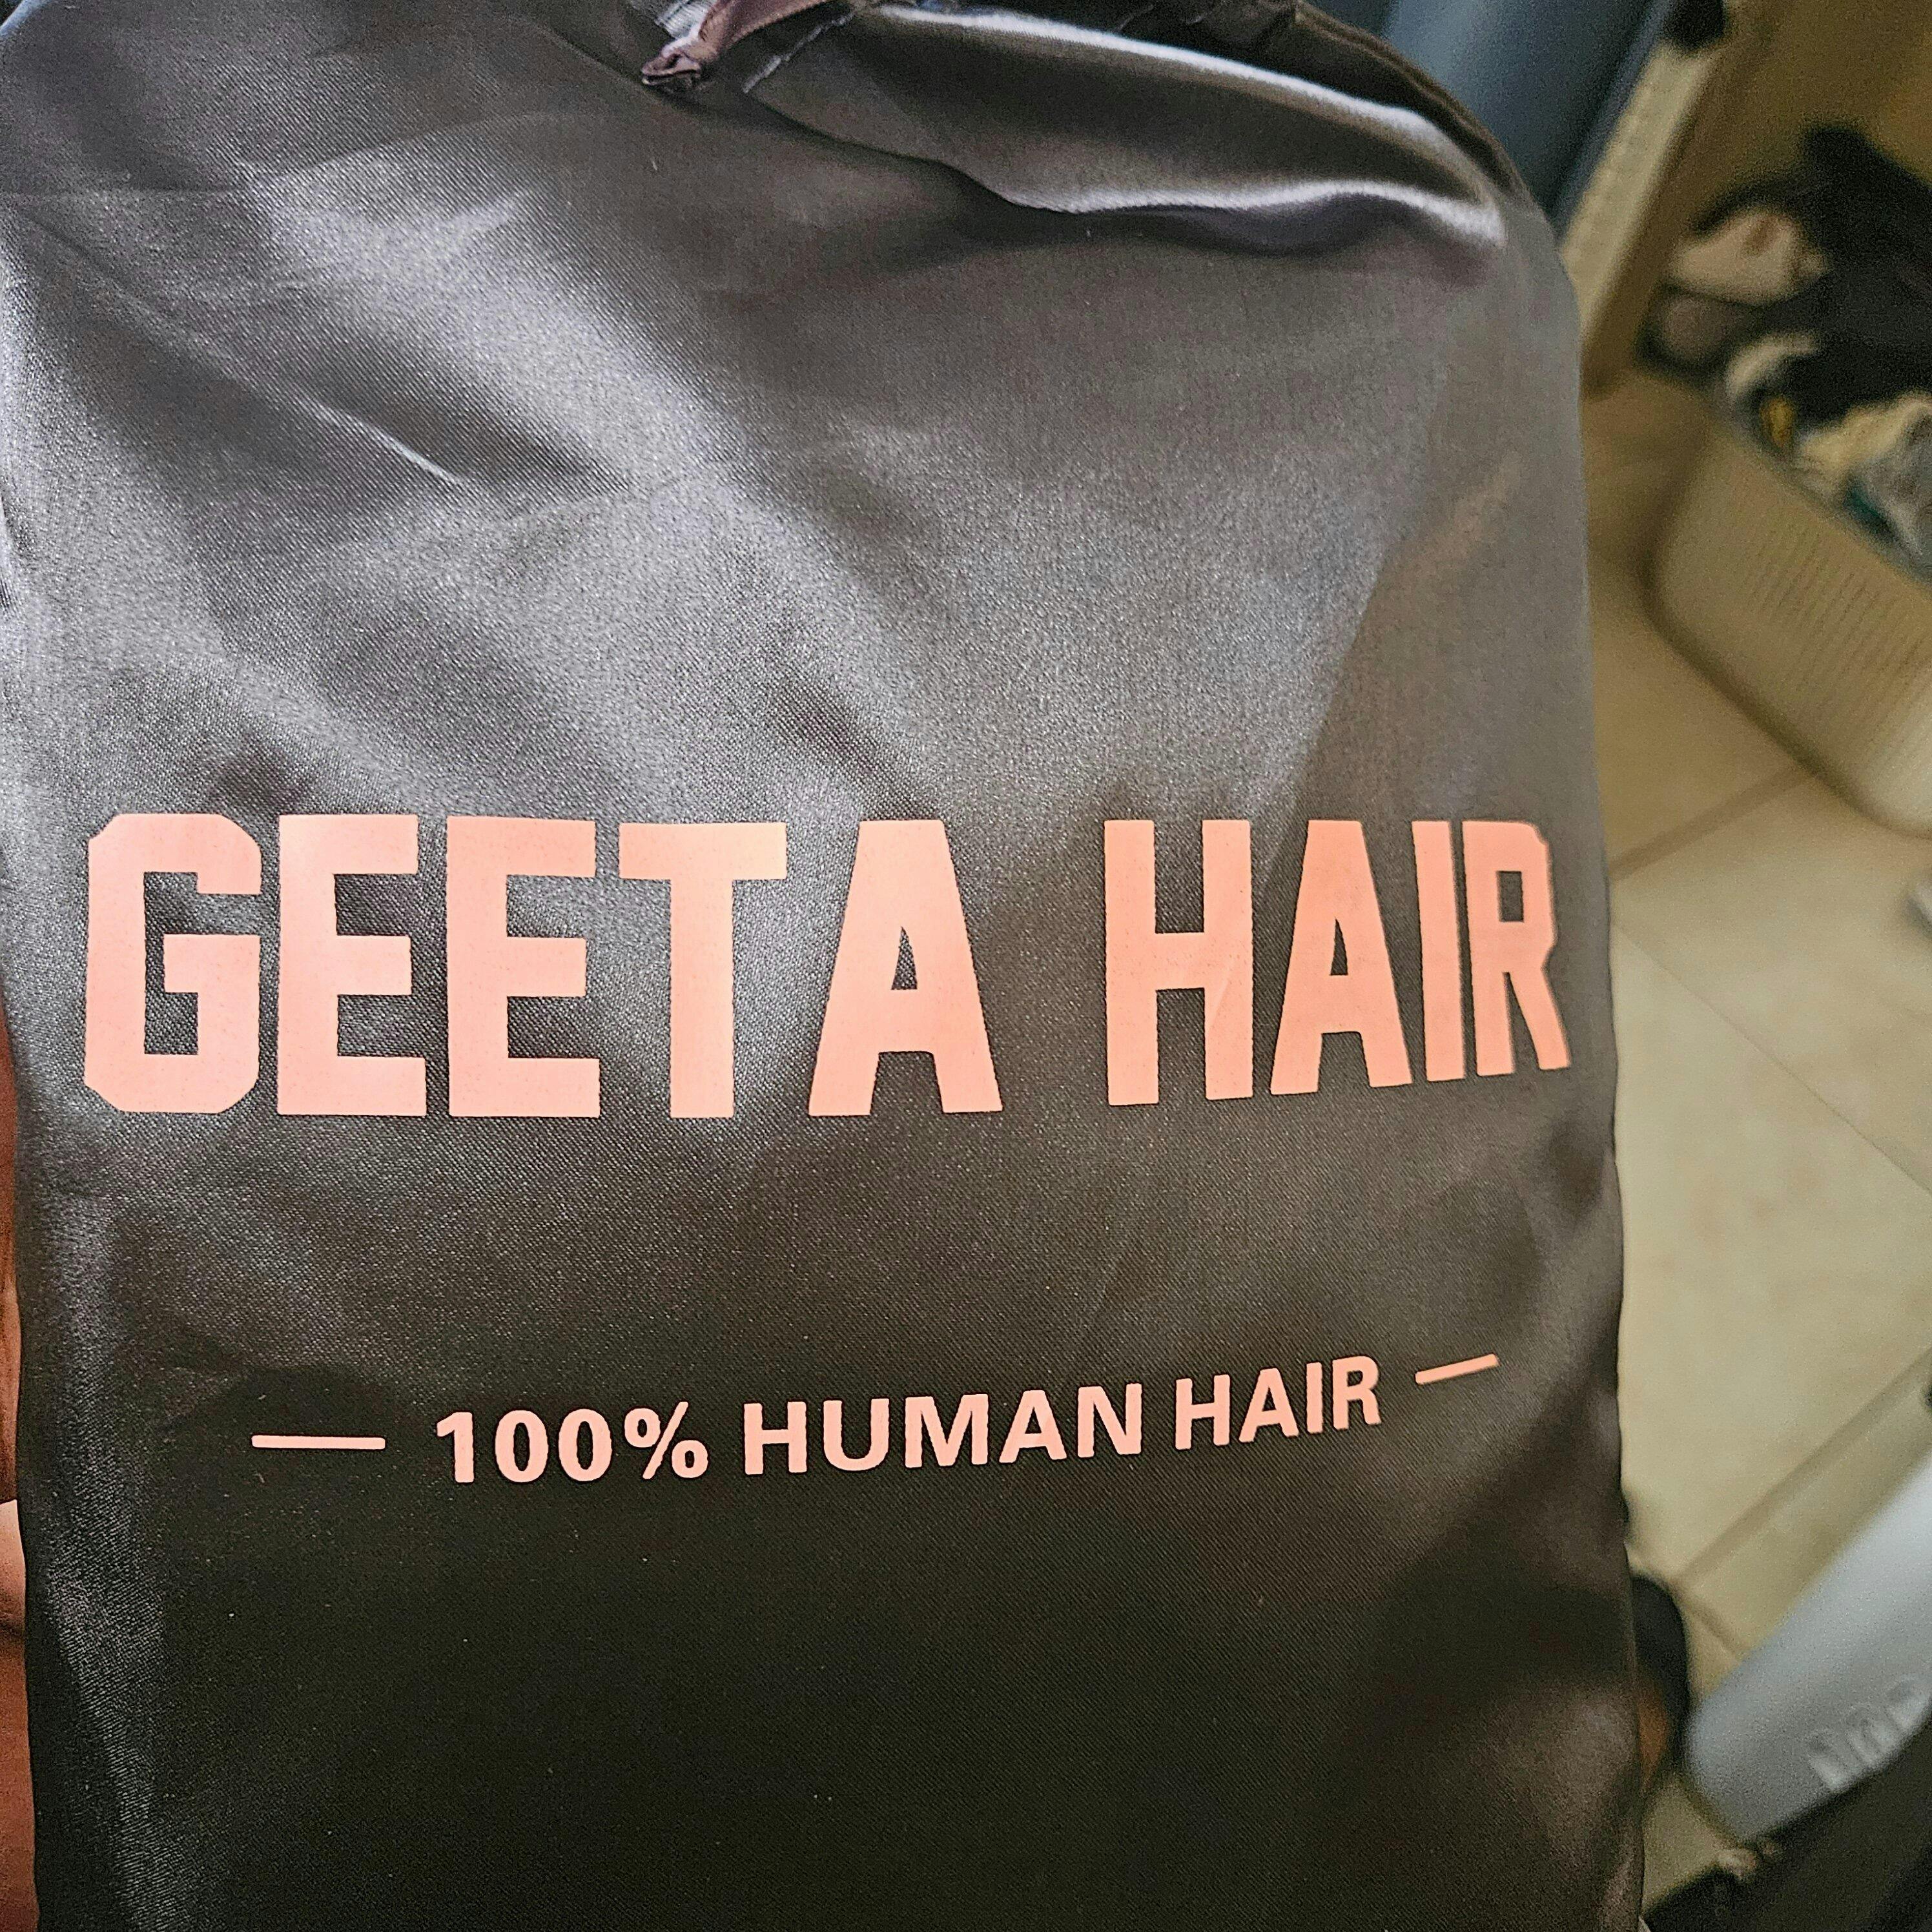 GEETA HAIR
— 100% HUMAN HAIR —